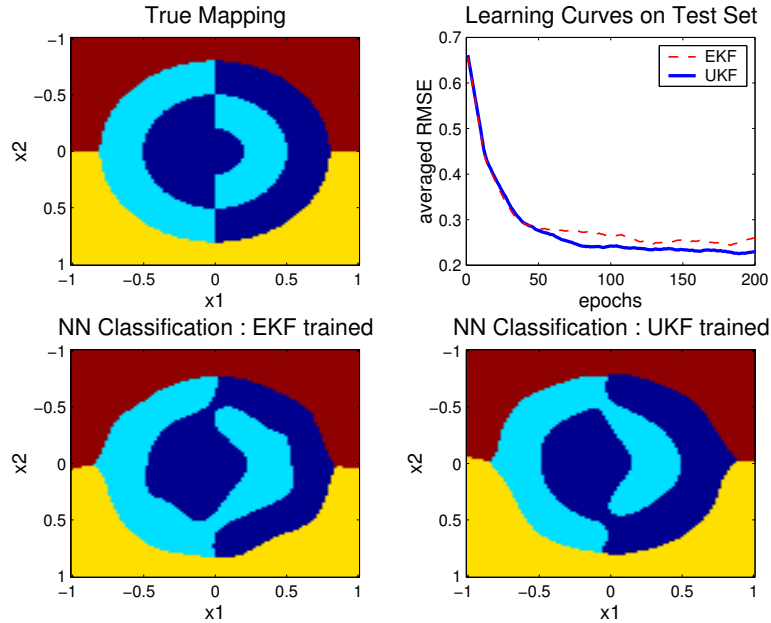 True Mapping
−1
−0.5
0
0.5
1
x2
−1 −0.5 0 0.5 1
x1
Learning Curves on Test Set
0.7
0.6
0.5
0.4
0.3
0.2
averaged RMSE
EKF
UKF
0 50 100 150 200
epochs
NN Classification : EKF trained
−1
−0.5
0
0.5
1
x2
−1 −0.5 0 0.5 1
x1
NN Classification : UKF trained
−1
−0.5
0
0.5
1
x2
−1 −0.5 0 0.5 1
x1